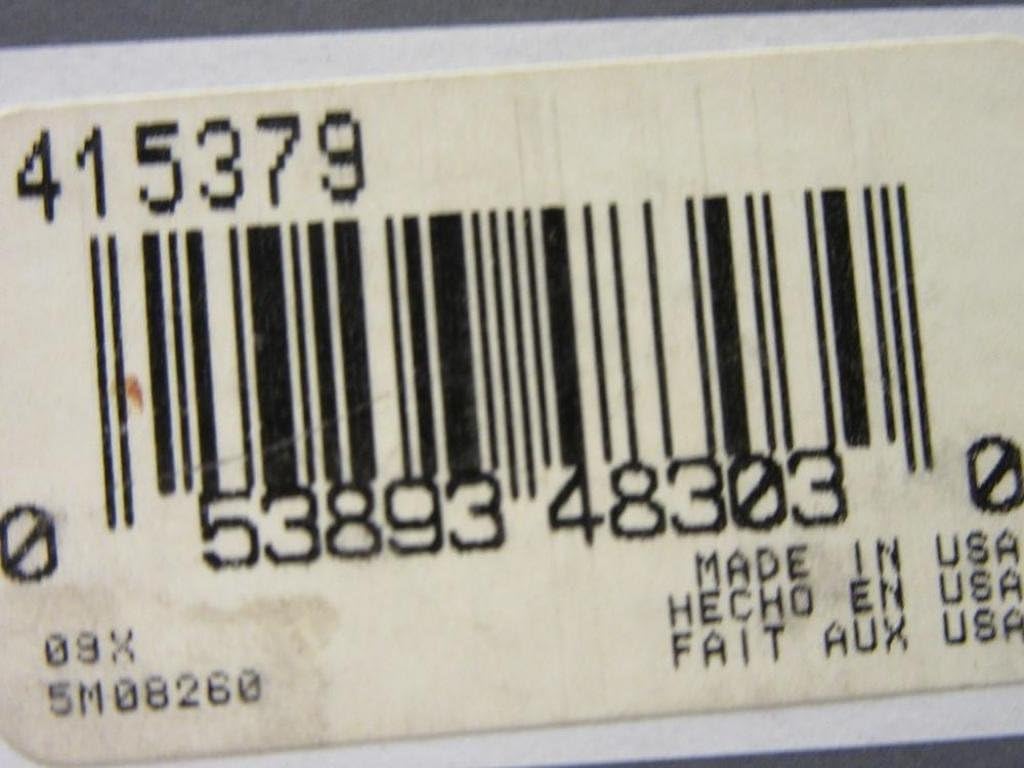 415379
0 53893 48303 0
MADE IN USA
HECHO EN USA
FAIT AUX USA
09X
5M08260